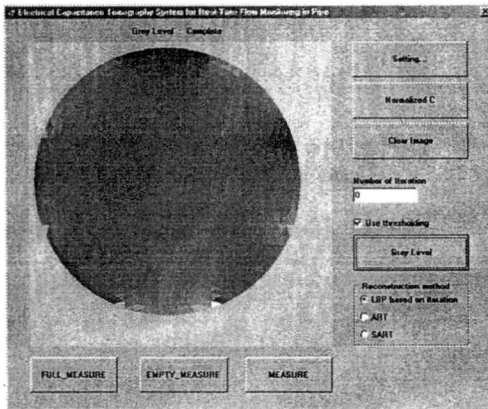 Electrical Capacitance Tomography System for Real Time Flow Monitoring in Pipe
Grey Level Complete
Setting...
Normalized C
Clear Image
Number of Iteration
0
Use thresholding
Grey Level
Reconstruction method
LBP based on iteration
ART
SART
FULL_MEASURE
EMPTY_MEASURE
MEASURE